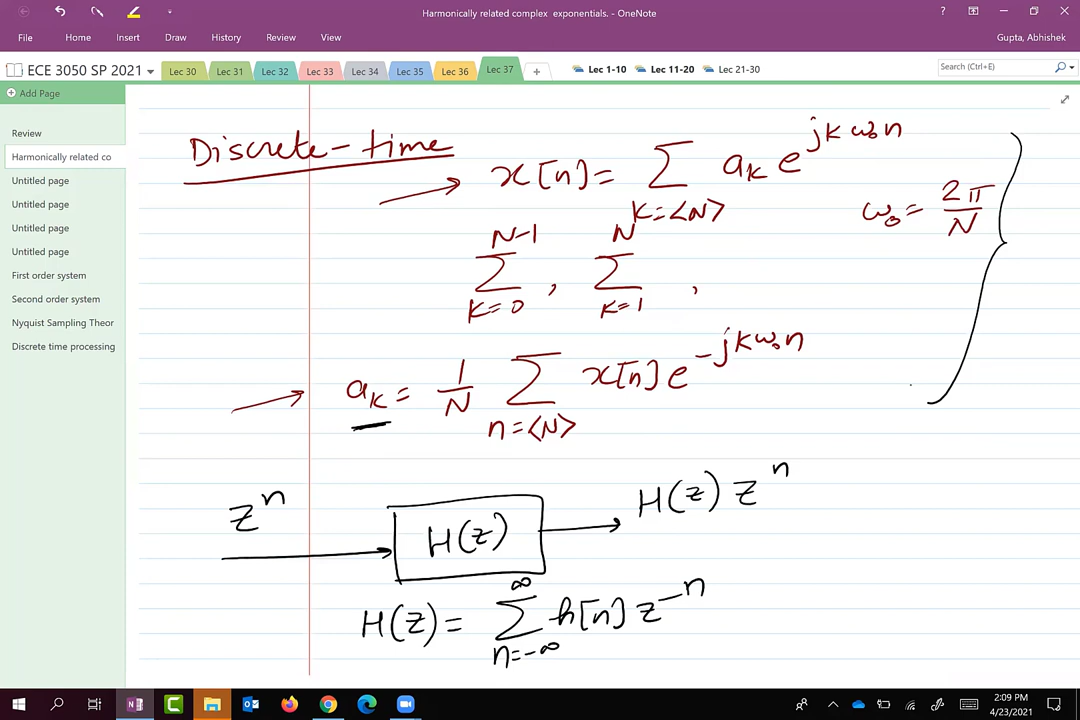 Harmonically related complex exponentials. - OneNote
File Home Insert Draw History Review View
Gupta, Abhishek
ECE 3050 SP 2021
Lec 30 Lec 31 Lec 32 Lec 33 Lec 34 Lec 35 Lec 36 Lec 37
Lec 1-10 Lec 11-20 Lec 21-30
Search (Ctrl+E)
Add Page
Review
Harmonically related co
Untitled page
Untitled page
Untitled page
Untitled page
First order system
Second order system
Nyquist Sampling Theor
Discrete time processing
Discrete-time
x[n] = ∑_{k=<N>} a_k e^{jkω₀n}
ω₀ = 2π/N
∑_{k=0}^{N-1} , ∑_{k=1}^{N} ,
a_k = 1/N ∑_{n=<N>} x[n] e^{-jkω₀n}
z^n
H(z)
H(z) z^n
H(z) = ∑_{n=-∞}^{∞} h[n] z^{-n}
2:09 PM
4/23/2021